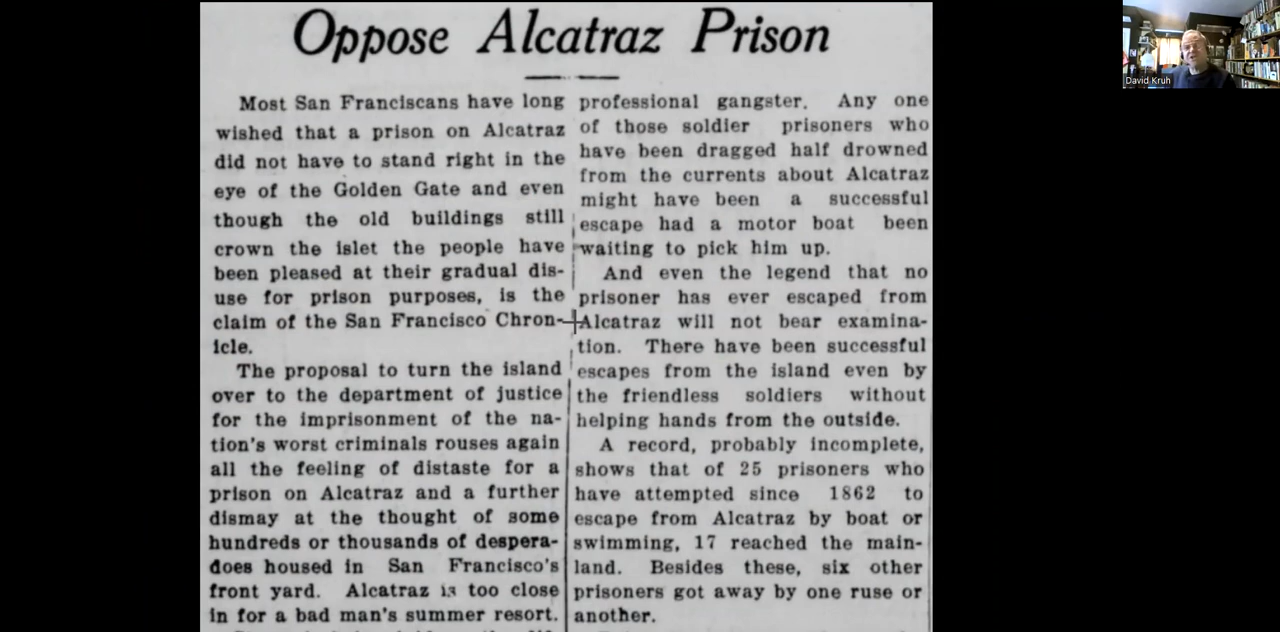 Oppose Alcatraz Prison
Most San Franciscans have long
wished that a prison on Alcatraz
did not have to stand right in the
eye of the Golden Gate and even
though the old buildings still
crown the islet the people have
been pleased at their gradual dis-
use for prison purposes, is the
claim of the San Francisco Chron-
icle.
The proposal to turn the island
over to the department of justice
for the imprisonment of the na-
tion's worst criminals rouses again
all the feeling of distaste for a
prison on Alcatraz and a further
dismay at the thought of some
hundreds or thousands of despera-
does housed in San Francisco's
front yard. Alcatraz is too close
in for a bad man's summer resort.
professional gangster. Any one
of those soldier prisoners who
have been dragged half drowned
from the currents about Alcatraz
might have been a successful
escape had a motor boat been
waiting to pick him up.
And even the legend that no
prisoner has ever escaped from
Alcatraz will not bear examina-
tion. There have been successful
escapes from the island even by
the friendless soldiers without
helping hands from the outside.
A record, probably incomplete,
shows that of 25 prisoners who
have attempted since 1862 to
escape from Alcatraz by boat or
swimming, 17 reached the main-
land. Besides these, six other
prisoners got away by one ruse or
another.
David Kruh